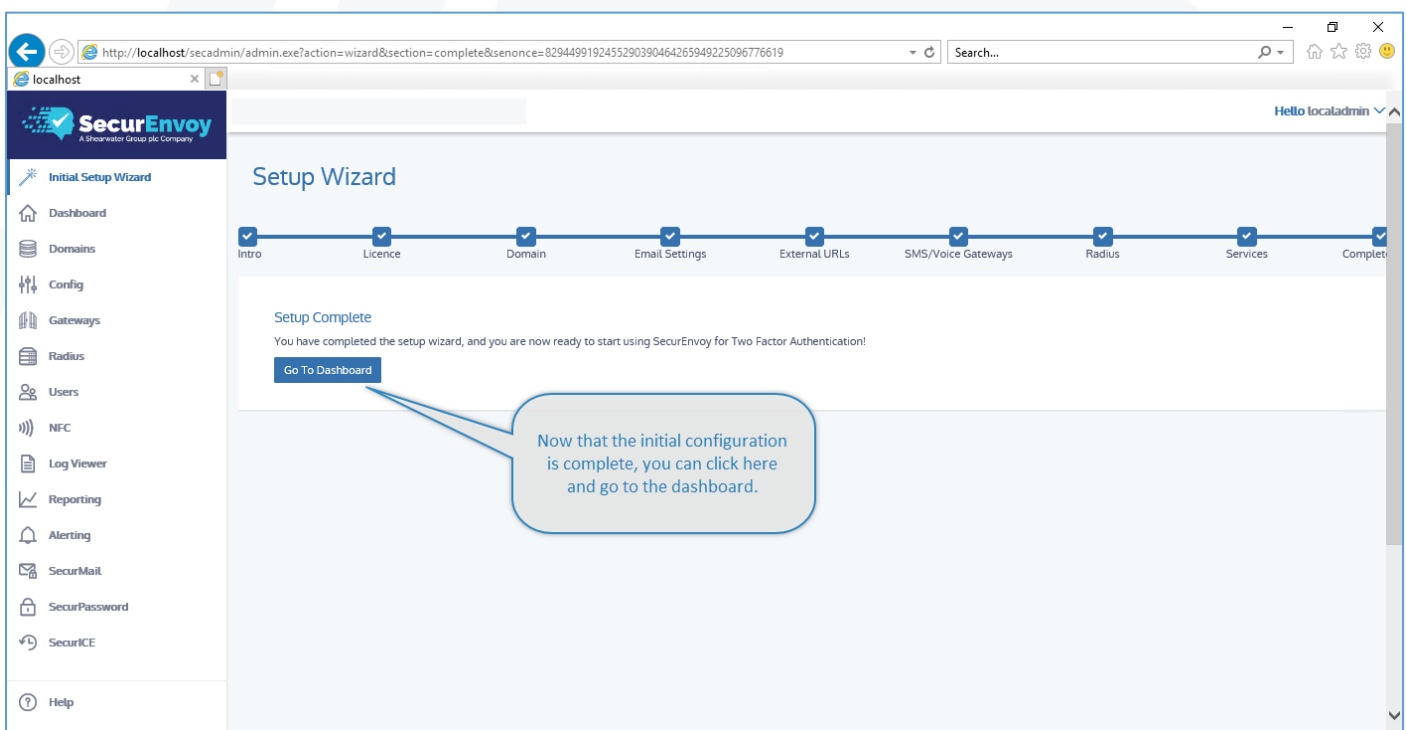 http://localhost/secadmin/admin.exe?action=wizard&section=complete&senonce=82944991924552903904642659492250967 76619
Search...
localhost
SecurEnvoy
A Shearwater Group plc Company
Hello localadmin
Initial Setup Wizard
Dashboard
Domains
Config
Gateways
Radius
Users
NFC
Log Viewer
Reporting
Alerting
SecurMail
SecurPassword
SecurICE
Help
Setup Wizard
Intro
Licence
Domain
Email Settings
External URLs
SMS/Voice Gateways
Radius
Services
Complete
Setup Complete
You have completed the setup wizard, and you are now ready to start using SecurEnvoy for Two Factor Authentication!
Go To Dashboard
Now that the initial configuration
is complete, you can click here
and go to the dashboard.